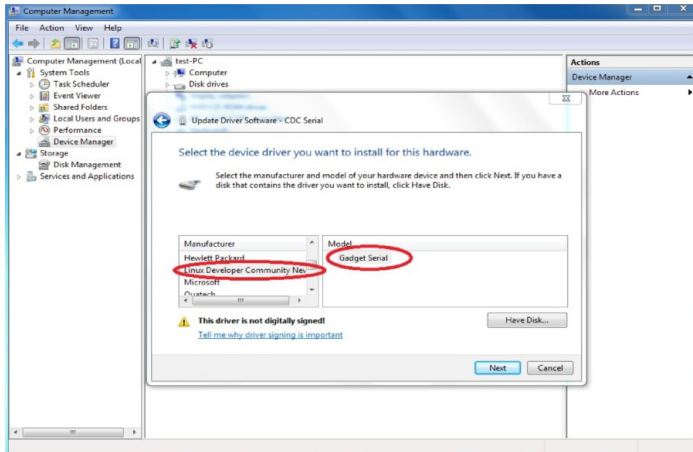 Computer Management
File Action View Help
Computer Management (Local
System Tools
Task Scheduler
Event Viewer
Shared Folders
Local Users and Groups
Performance
Device Manager
Storage
Disk Management
Services and Applications
test-PC
Computer
Disk drives
Actions
Device Manager
More Actions
Update Driver Software - CDC Serial
Select the device driver you want to install for this hardware.
Select the manufacturer and model of your hardware device and then click Next. If you have a
disk that contains the driver you want to install, click Have Disk.
Manufacturer
Hewlett Packard
Linux Developer Community Nev
Microsoft
Quatech
Model
Gadget Serial
This driver is not digitally signed!
Tell me why driver signing is important
Have Disk...
Next Cancel